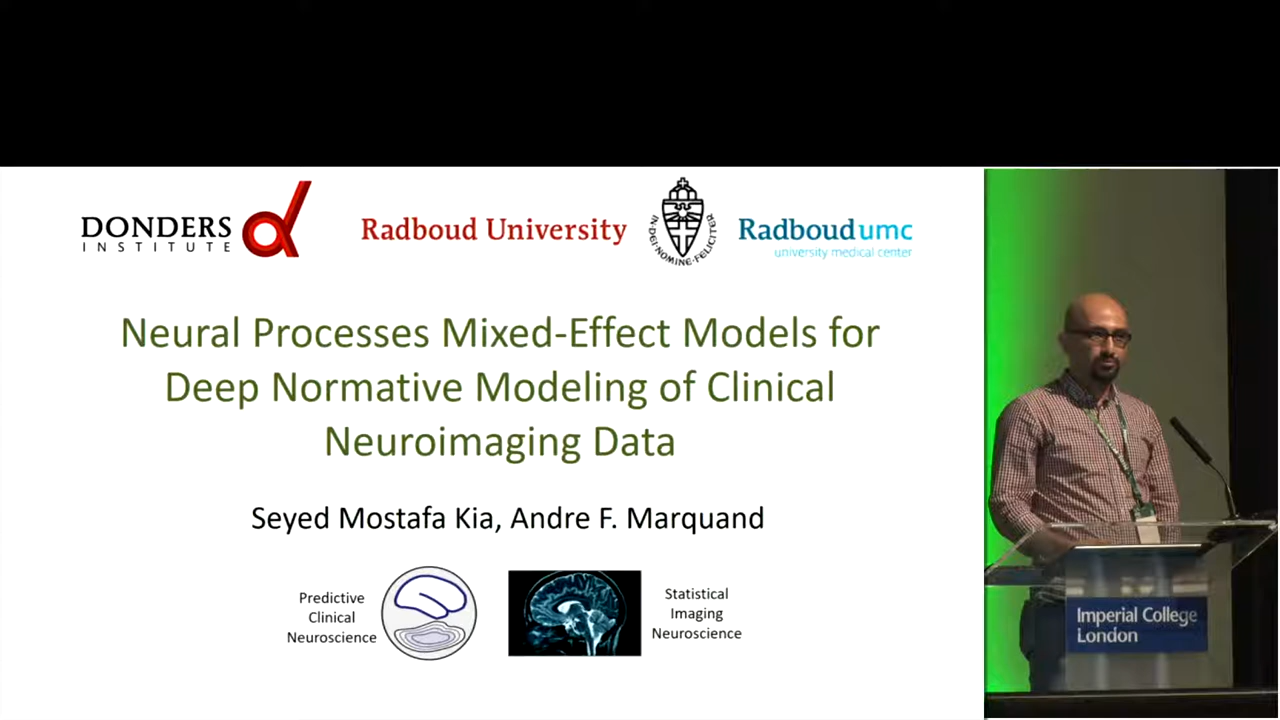 DONDERS
INSTITUTE
Radboud University
IN·DEI·NOMINE·FELICITER
Radboudumc
university medical center
Neural Processes Mixed-Effect Models for
Deep Normative Modeling of Clinical
Neuroimaging Data
Seyed Mostafa Kia, Andre F. Marquand
Predictive
Clinical
Neuroscience
Statistical
Imaging
Neuroscience
Imperial College
London